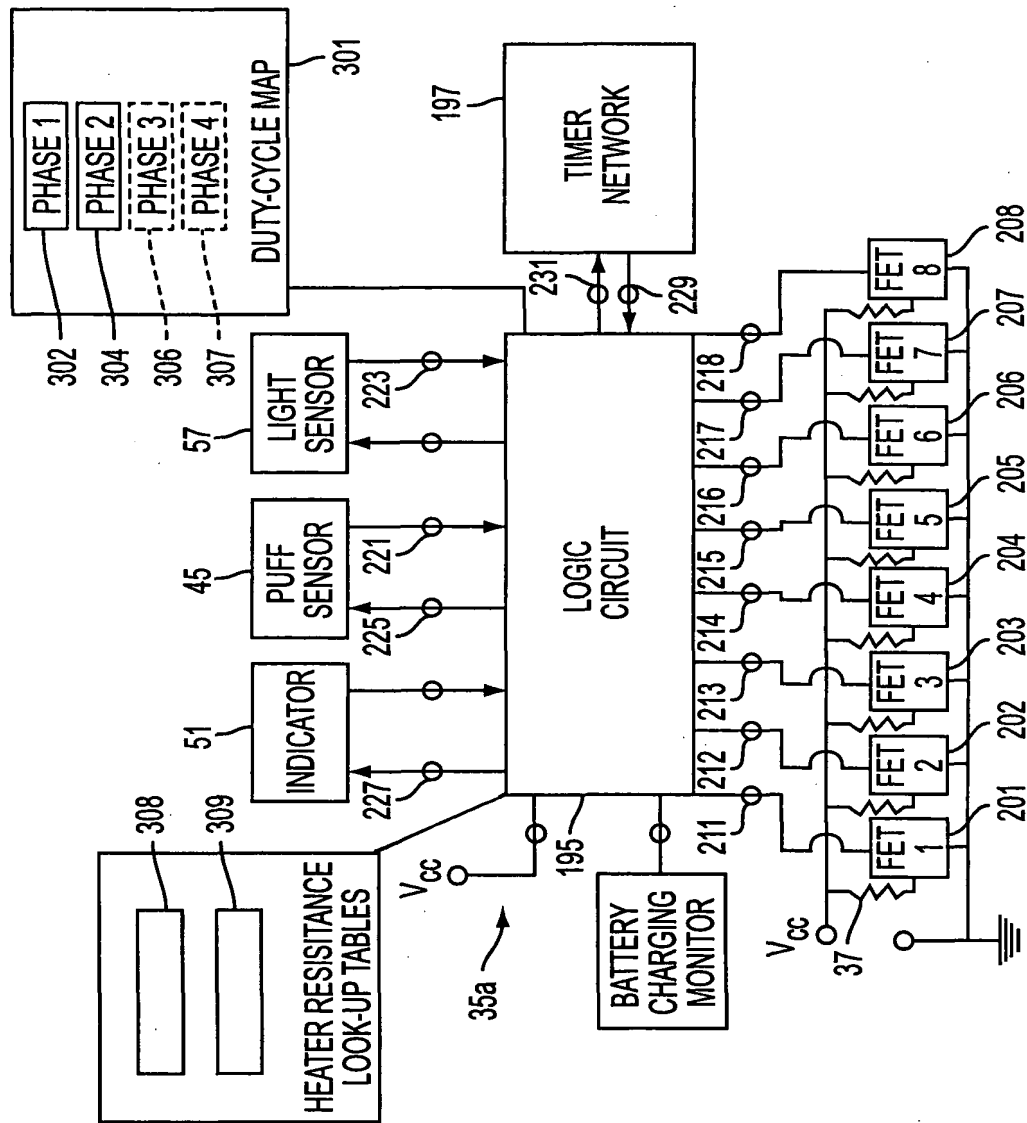 308
309
HEATER RESISITANCE
LOOK-UP TABLES
302
304
306
307
PHASE 1
PHASE 2
PHASE 3
PHASE 4
DUTY-CYCLE MAP
301
51
INDICATOR
227
45
PUFF
SENSOR
225
221
57
LIGHT
SENSOR
223
VCC
35a
195
LOGIC
CIRCUIT
231
229
197
TIMER
NETWORK
BATTERY
CHARGING
MONITOR
211
212
213
214
215
216
217
218
VCC
37
FET
1
FET
2
FET
3
FET
4
FET
5
FET
6
FET
7
FET
8
201
202
203
204
205
206
207
208